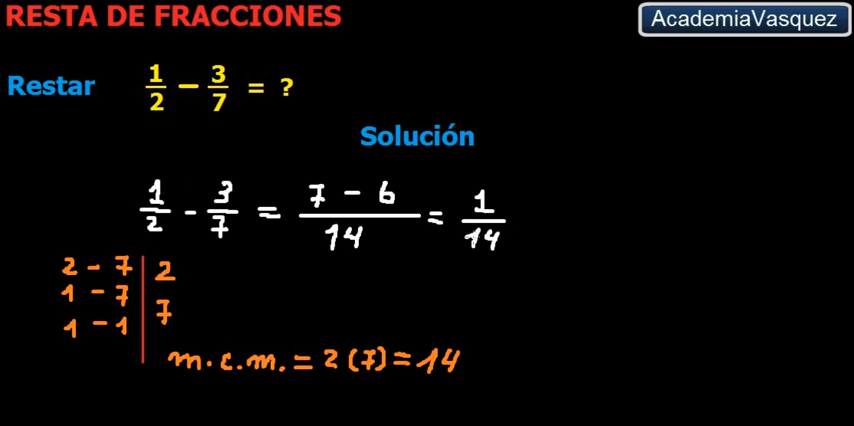 RESTA DE FRACCIONES
AcademiaVasquez
Restar 1/2 − 3/7 = ?
Solución
1/2 - 3/7 = 7 - 6/14 = 1/14
2 - 7 | 2
1 - 7 | 7
1 - 1 |
m.c.m. = 2 (7) = 14